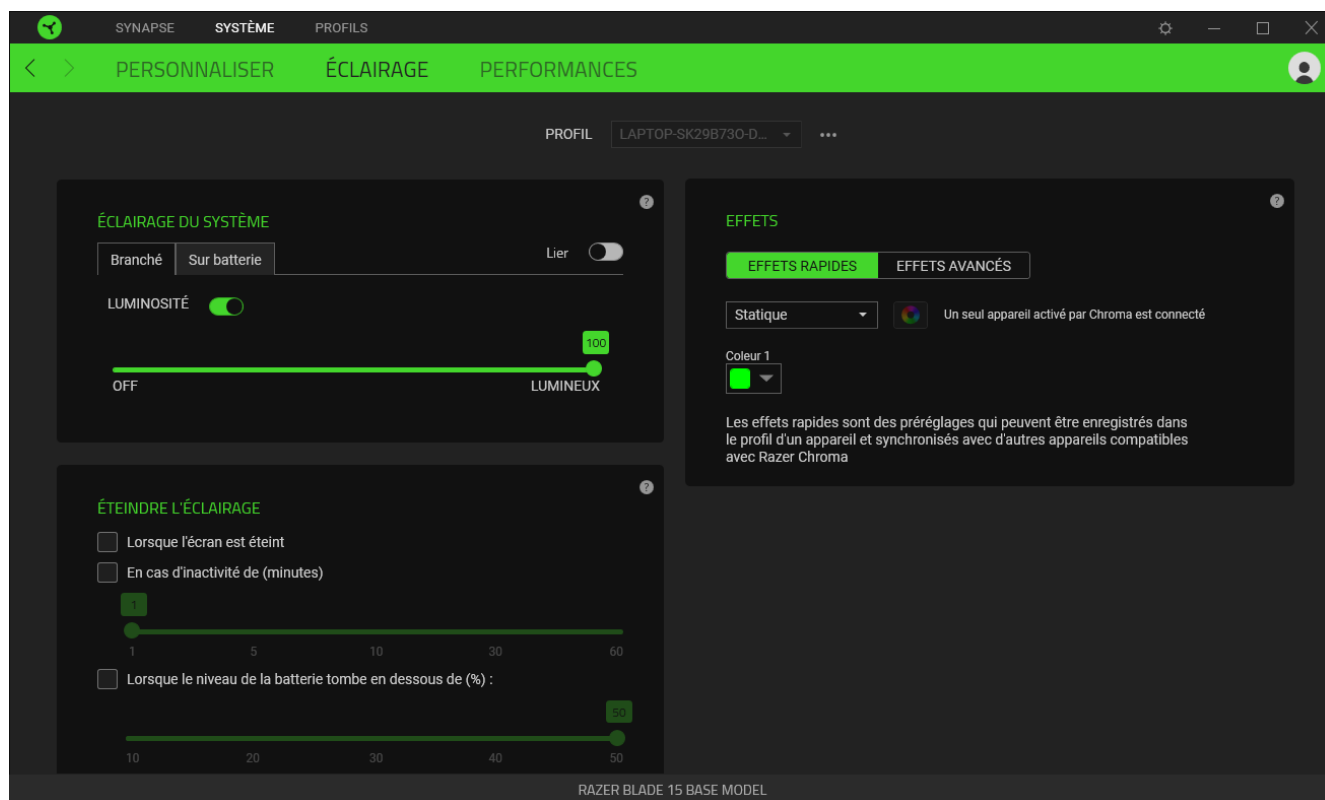 SYNAPSE SYSTÈME PROFILS
PERSONNALISER ÉCLAIRAGE PERFORMANCES
PROFIL LAPTOP-SK29B73O-D... •••
ÉCLAIRAGE DU SYSTÈME
Branché Sur batterie Lier
LUMINOSITÉ
100
OFF LUMINEUX
ÉTEINDRE L'ÉCLAIRAGE
Lorsque l'écran est éteint
En cas d'inactivité de (minutes)
1
1 5 10 30 60
Lorsque le niveau de la batterie tombe en dessous de (%) :
50
10 20 30 40 50
EFFETS
EFFETS RAPIDES EFFETS AVANCÉS
Statique Un seul appareil activé par Chroma est connecté
Coleur 1
Les effets rapides sont des préréglages qui peuvent être enregistrés dans
le profil d'un appareil et synchronisés avec d'autres appareils compatibles
avec Razer Chroma
RAZER BLADE 15 BASE MODEL